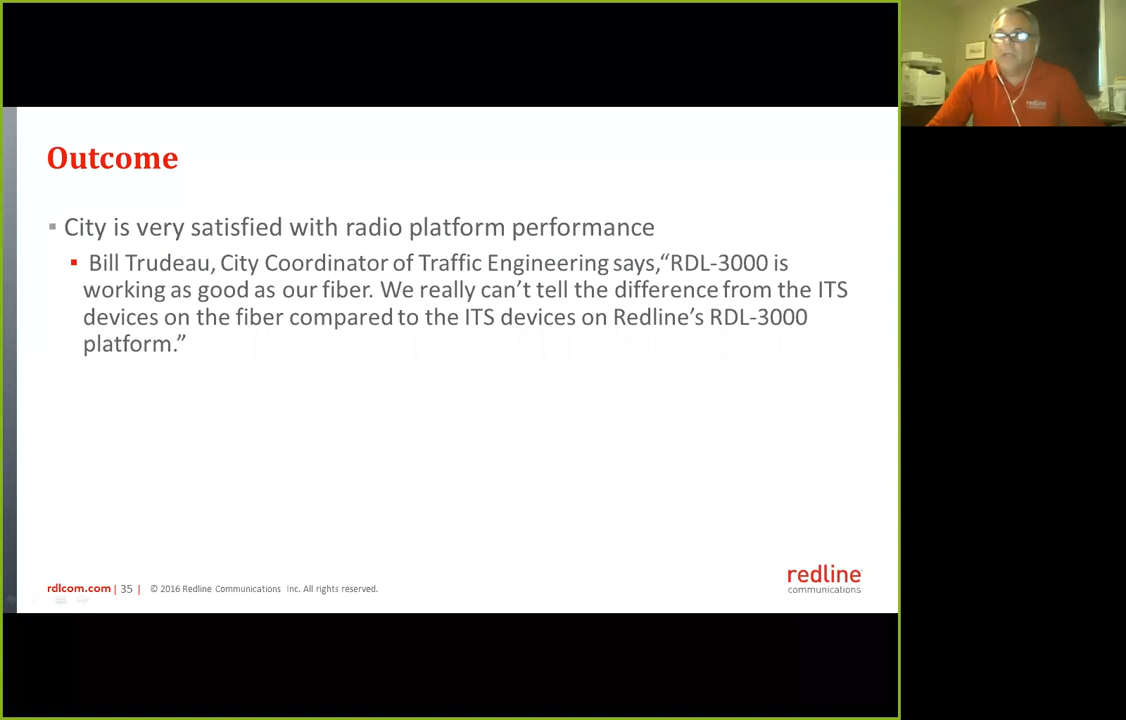 Outcome
▪ City is very satisfied with radio platform performance
▪ Bill Trudeau, City Coordinator of Traffic Engineering says,“RDL-3000 is
working as good as our fiber. We really can’t tell the difference from the ITS
devices on the fiber compared to the ITS devices on Redline’s RDL-3000
platform.”
rdlcom.com | 35 | © 2016 Redline Communications Inc. All rights reserved.
redline
communications
redline